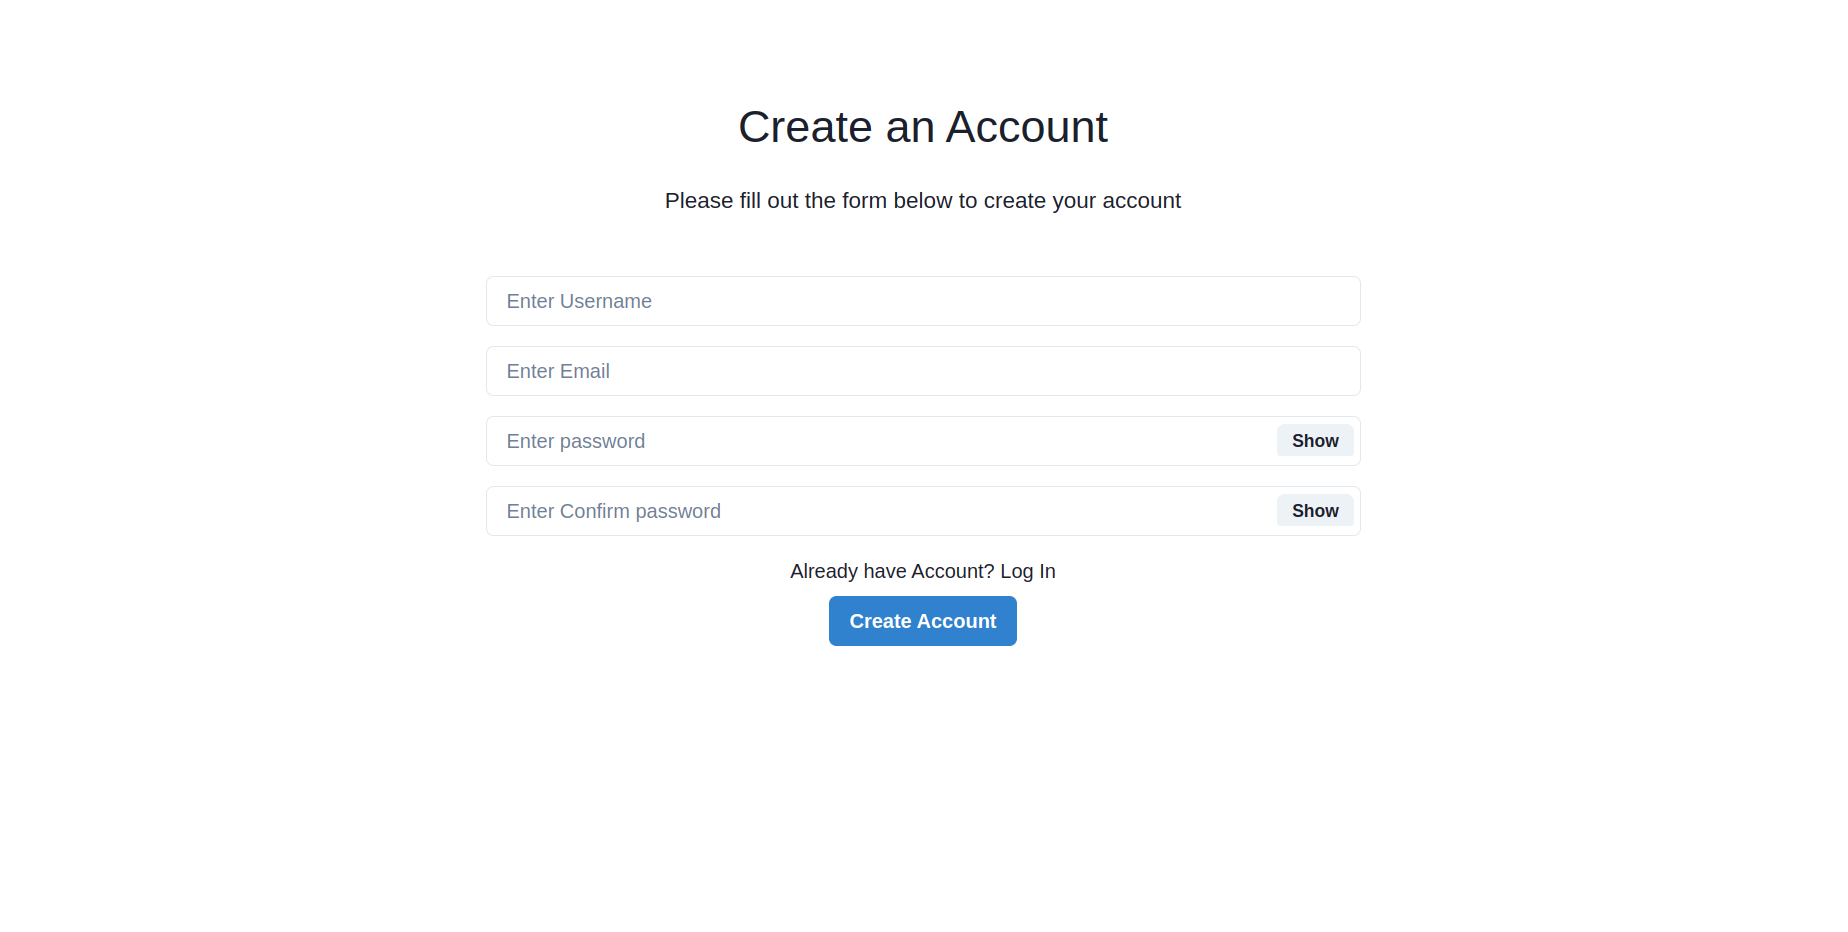 Create an Account
Please fill out the form below to create your account
Enter Username
Enter Email
Enter password
Show
Enter Confirm password
Show
Already have Account? Log In
Create Account